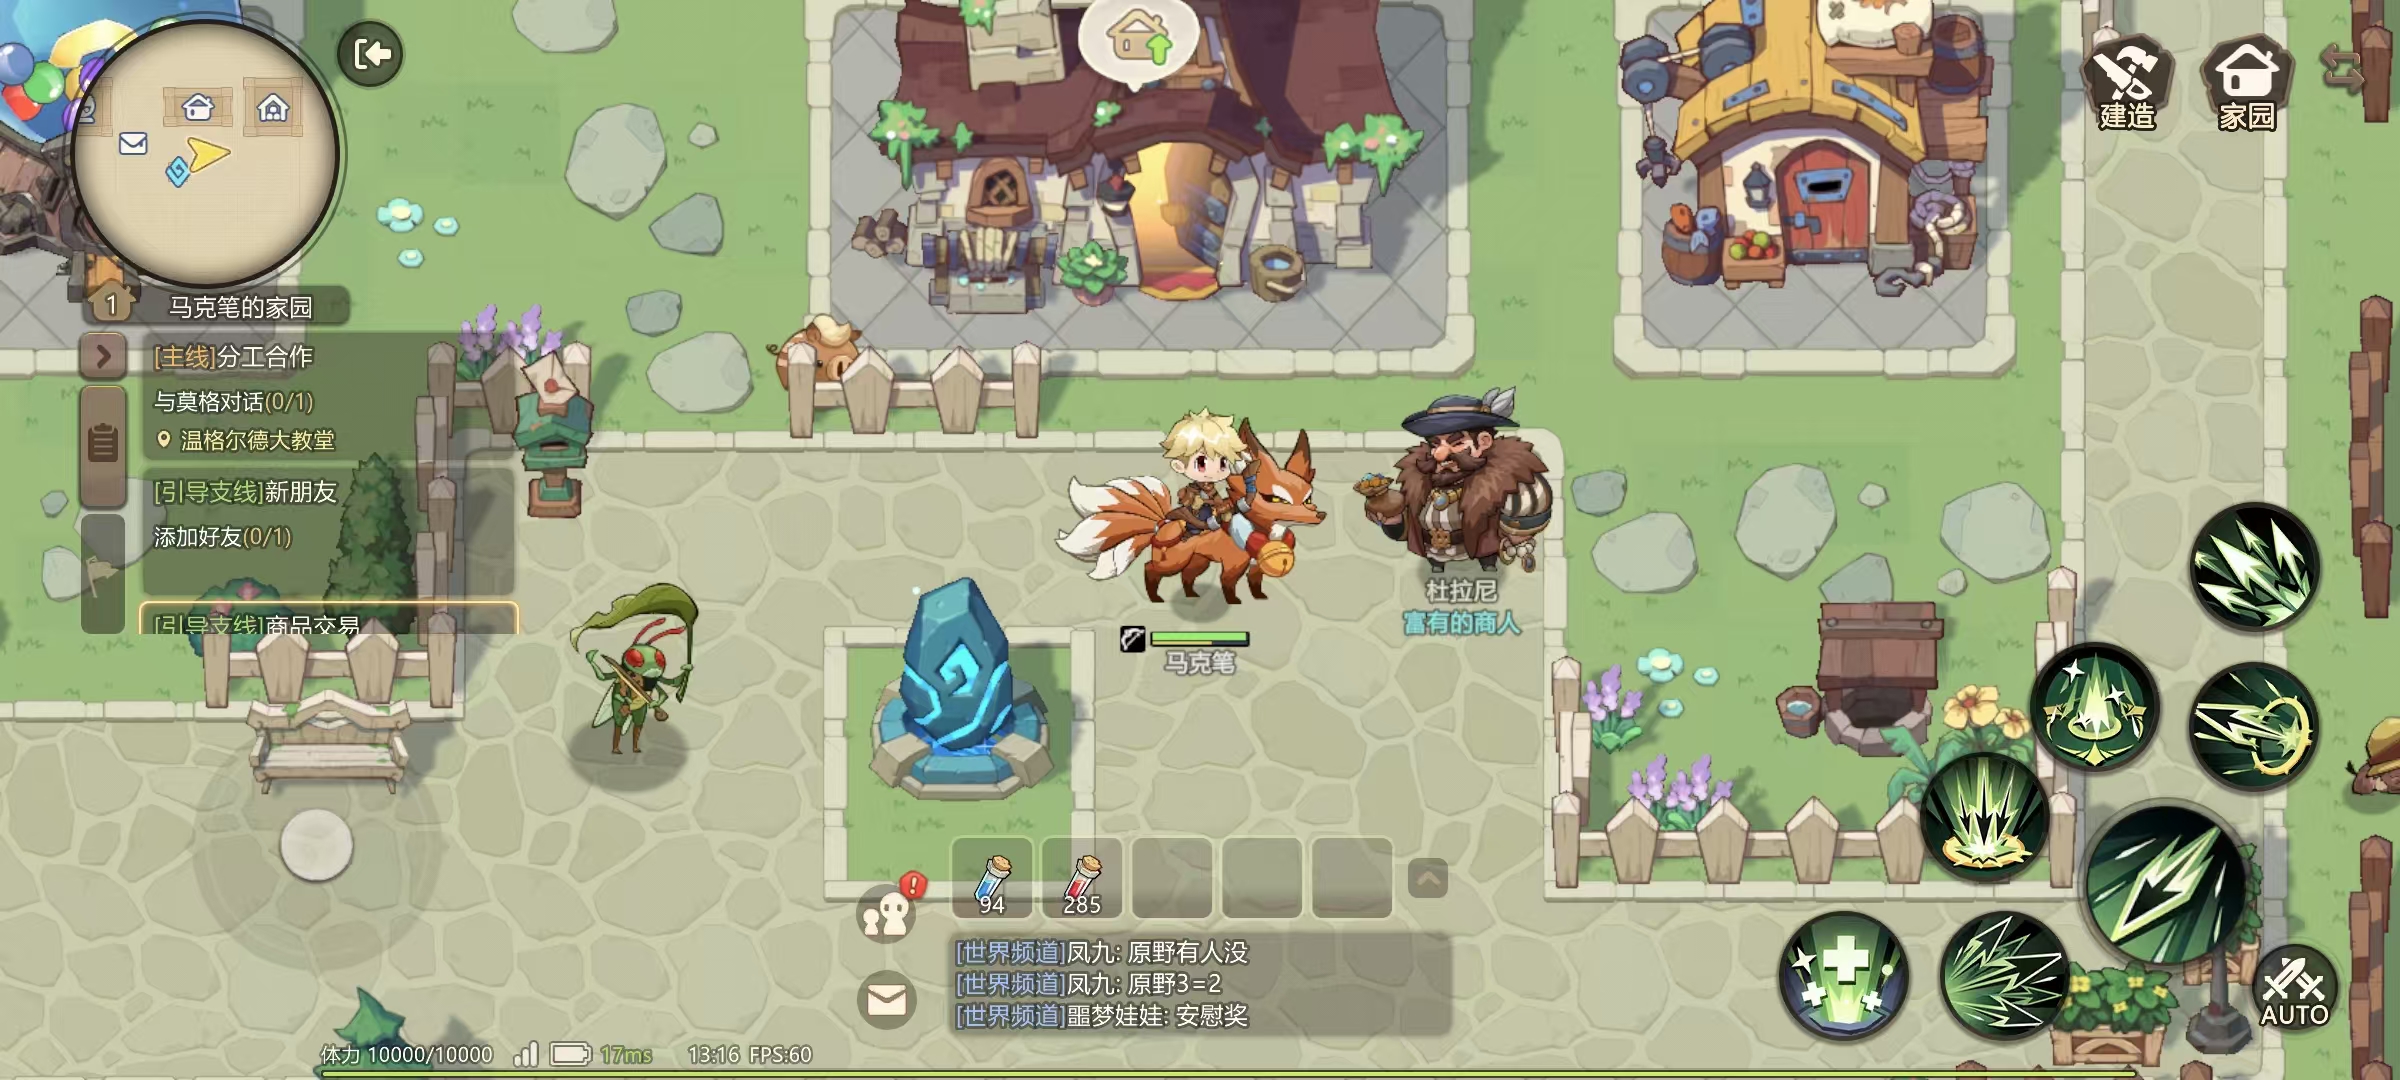 建造
家园
1
马克笔的家园
[主线]分工合作
与莫格对话(0/1)
温格尔德大教堂
[引导支线]新朋友
添加好友(0/1)
[引导支线]商品交易
杜拉尼
富有的商人
马克笔
94
285
[世界频道]凤九: 原野有人没
[世界频道]凤九: 原野3=2
[世界频道]噩梦娃娃: 安慰奖
AUTO
体力 10000/10000
17ms
13:16 FPS:60